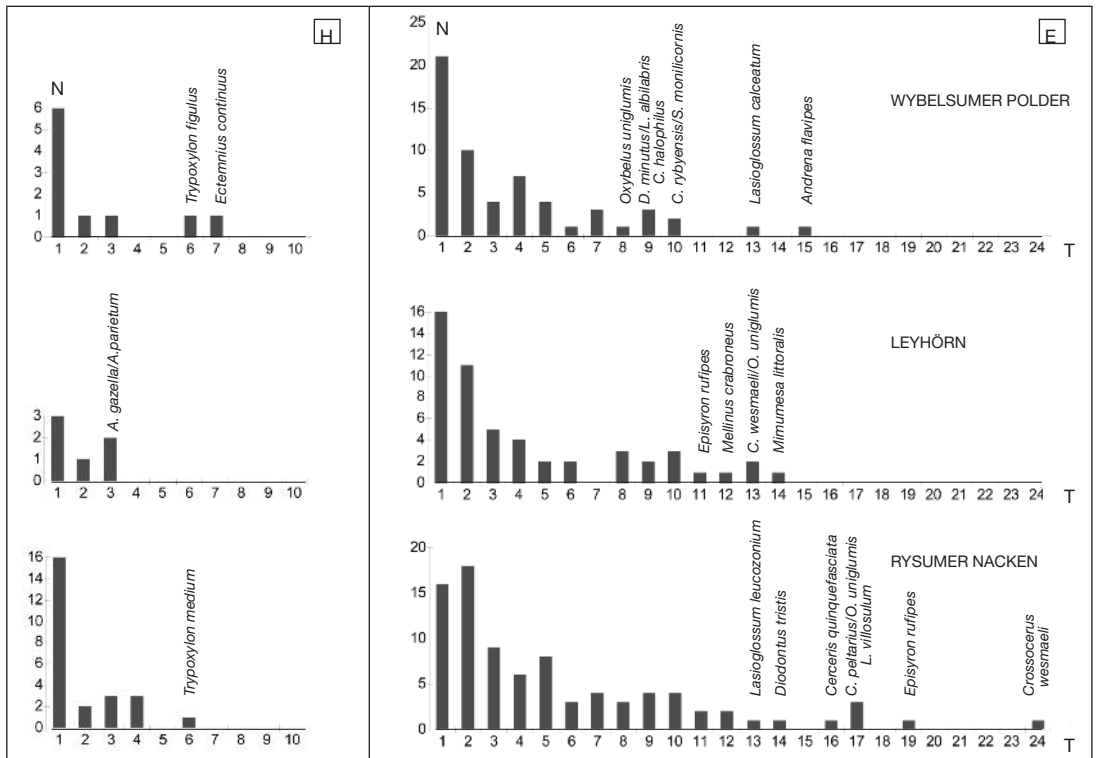 H
N
6
5
4
3
2
1
0
1 2 3 4 5 6 7 8 9 10
Trypoxylon figulus
Ectemnius continuus
3
2
1
0
1 2 3 4 5 6 7 8 9 10
A. gazella/A.parietum
16
14
12
10
8
6
4
2
0
1 2 3 4 5 6 7 8 9 10
Trypoxylon medium
E
WYBELSUMER POLDER
25
N
20
15
10
5
0
1 2 3 4 5 6 7 8 9 10 11 12 13 14 15 16 17 18 19 20 21 22 23 24 T
Oxybelus uniglumis
D. minutus/L. albilabris
C. halophilus
C. rybyensis/S. monilicornis
Lasioglossum calceatum
Andrena flavipes
LEYHÖRN
16
14
12
10
8
6
4
2
0
1 2 3 4 5 6 7 8 9 10 11 12 13 14 15 16 17 18 19 20 21 22 23 24 T
Episyron rufipes
Mellinus crabroneus
C. wesmaeli/O. uniglumis
Mimumesa littoralis
RYSUMER NACKEN
20
15
10
5
0
1 2 3 4 5 6 7 8 9 10 11 12 13 14 15 16 17 18 19 20 21 22 23 24 T
Lasioglossum leucozonium
Diodontus tristis
Cerceris quinquefasciata
C. peltarius/O. uniglumis
L. villosulum
Episyron rufipes
Crossocerus
wesmaeli